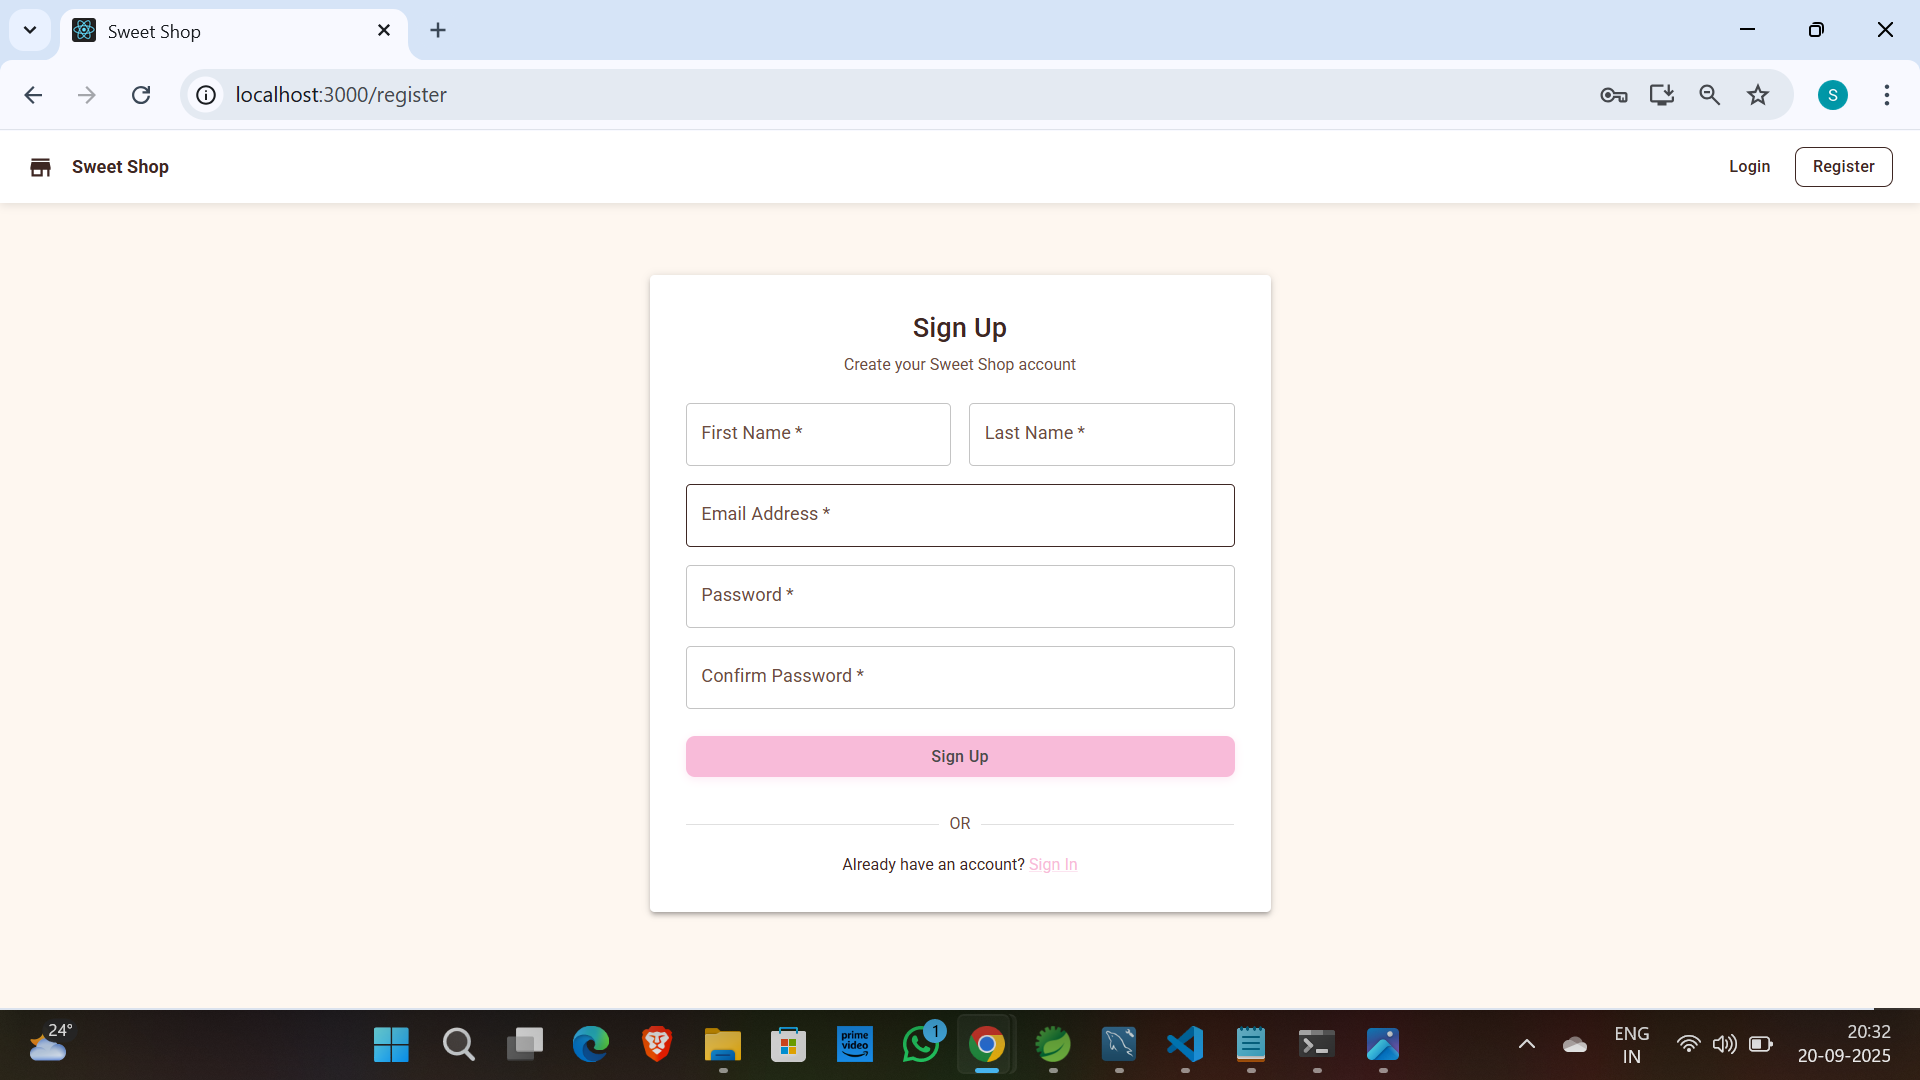 Sweet Shop
localhost:3000/register
S
Sweet Shop
Login
Register
Sign Up
Create your Sweet Shop account
First Name *
Last Name *
Email Address *
Password *
Confirm Password *
Sign Up
OR
Already have an account? Sign In
24°
prime
video
1
ENG
IN
20:32
20-09-2025